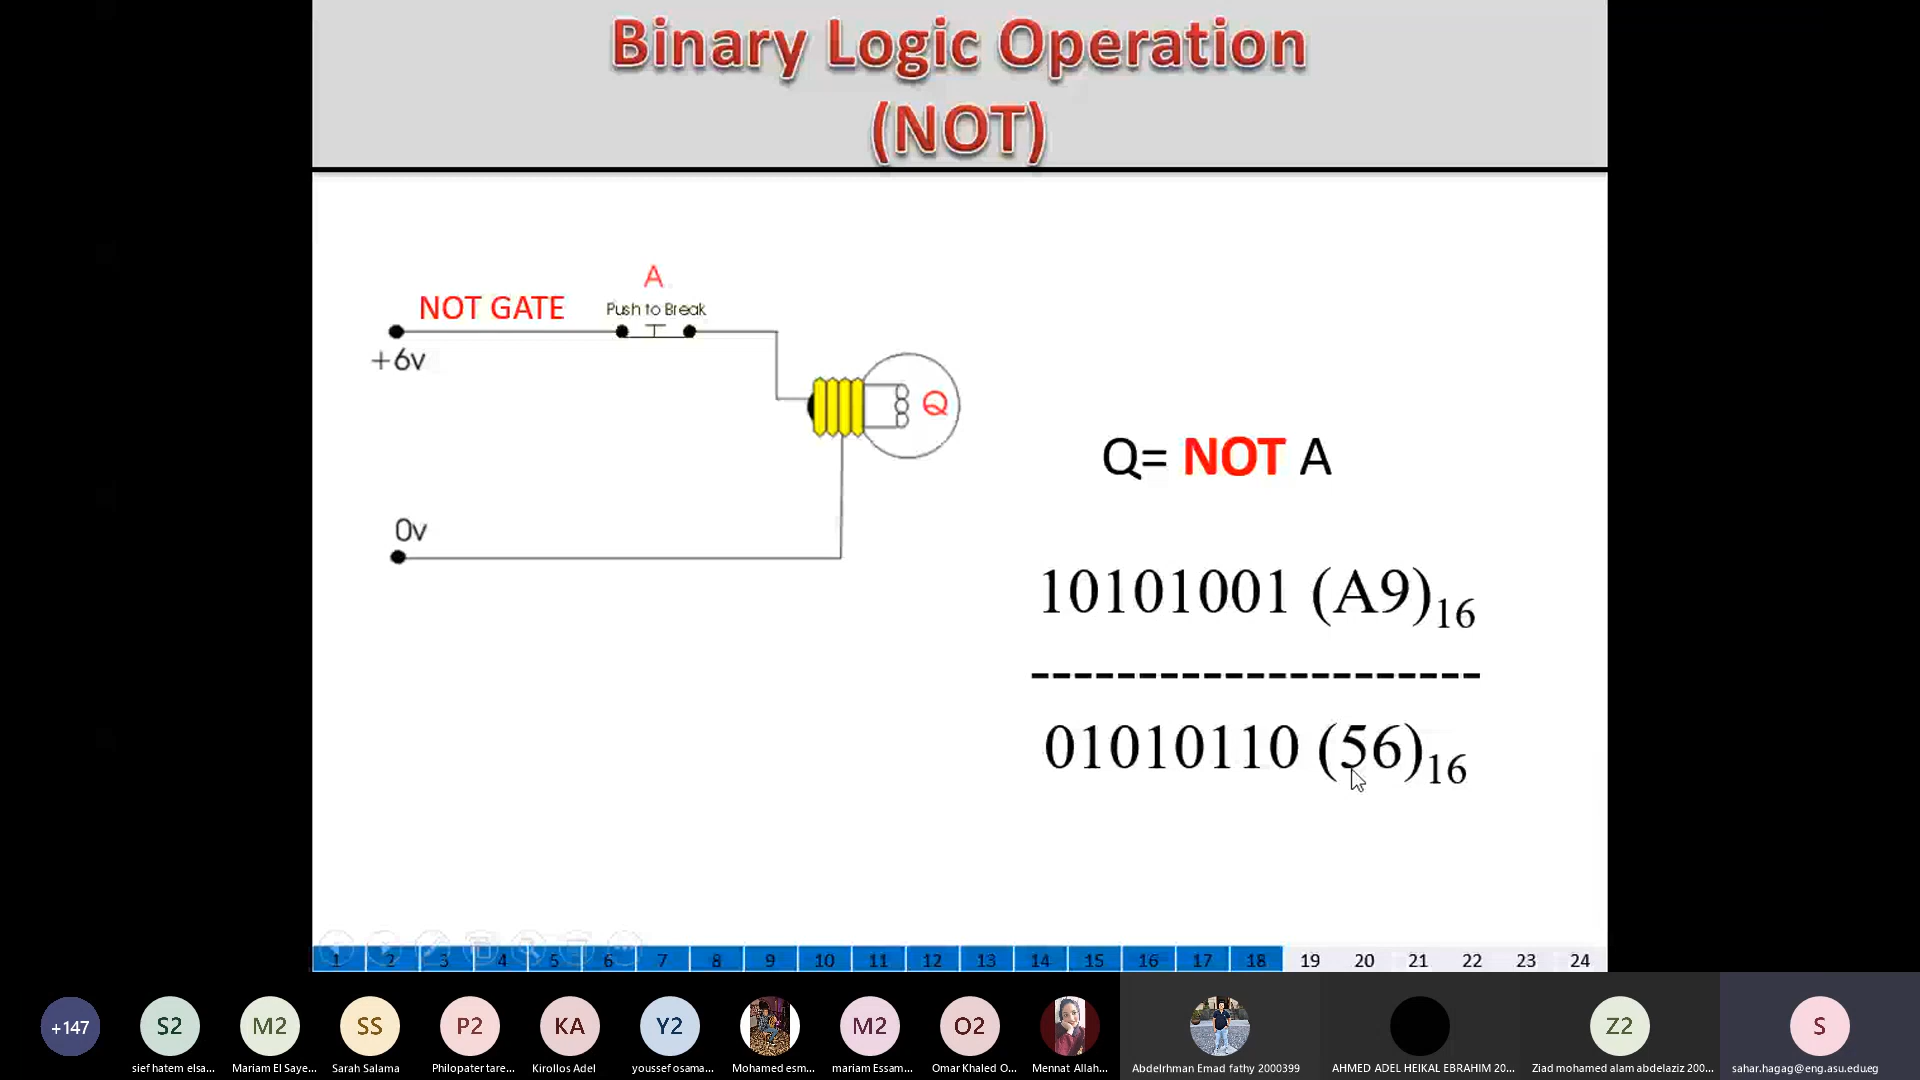 Binary Logic Operation
(NOT)
A
NOT GATE
Push to Break
+6v
Q
Q= NOT A
0v
10101001 (A9)16
--------------------
01010110 (56)16
1 2 3 4 5 6 7 8 9 10 11 12 13 14 15 16 17 18 19 20 21 22 23 24
+147 S2 M2 SS P2 KA Y2 M2 O2 Z2 S
sief hatem elsa... Mariam El Saye... Sarah Salama Philopater tare... Kirollos Adel youssef osama... Mohamed esm... mariam Essam... Omar Khaled O... Mennat Allah... Abdelrhman Emad fathy 2000399 AHMED ADEL HEIKAL EBRAHIM 20... Ziad mohamed alam abdelaziz 200... sahar.hagag@eng.asu.edu.eg